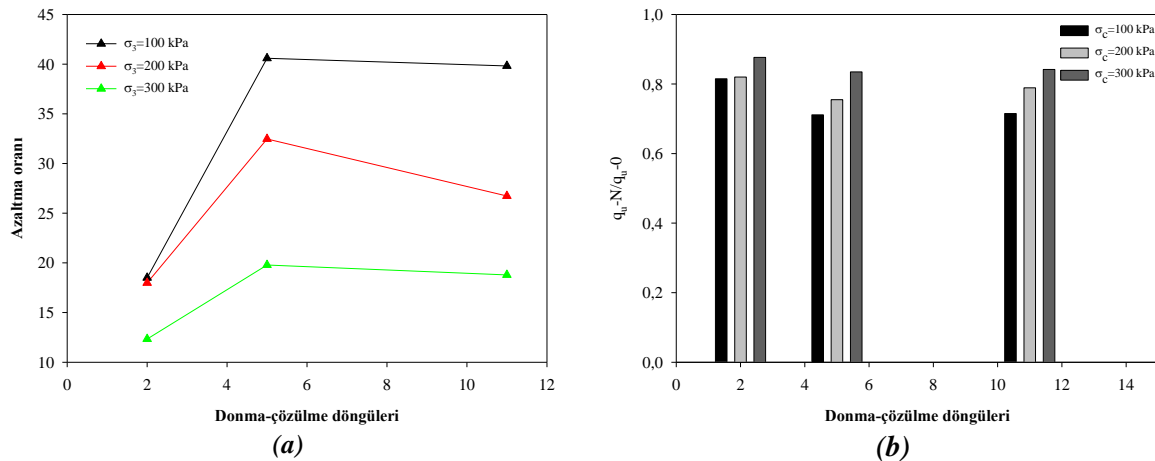 45
40
35
30
25
20
15
10
Azaltma oranı
σ₃=100 kPa
σ₃=200 kPa
σ₃=300 kPa
0 2 4 6 8 10 12
Donma-çözülme döngüleri
(a)
1,0
0,8
0,6
0,4
0,2
0,0
qᵤ-N/qᵤ-0
σc=100 kPa
σc=200 kPa
σc=300 kPa
0 2 4 6 8 10 12 14
Donma-çözülme döngüleri
(b)